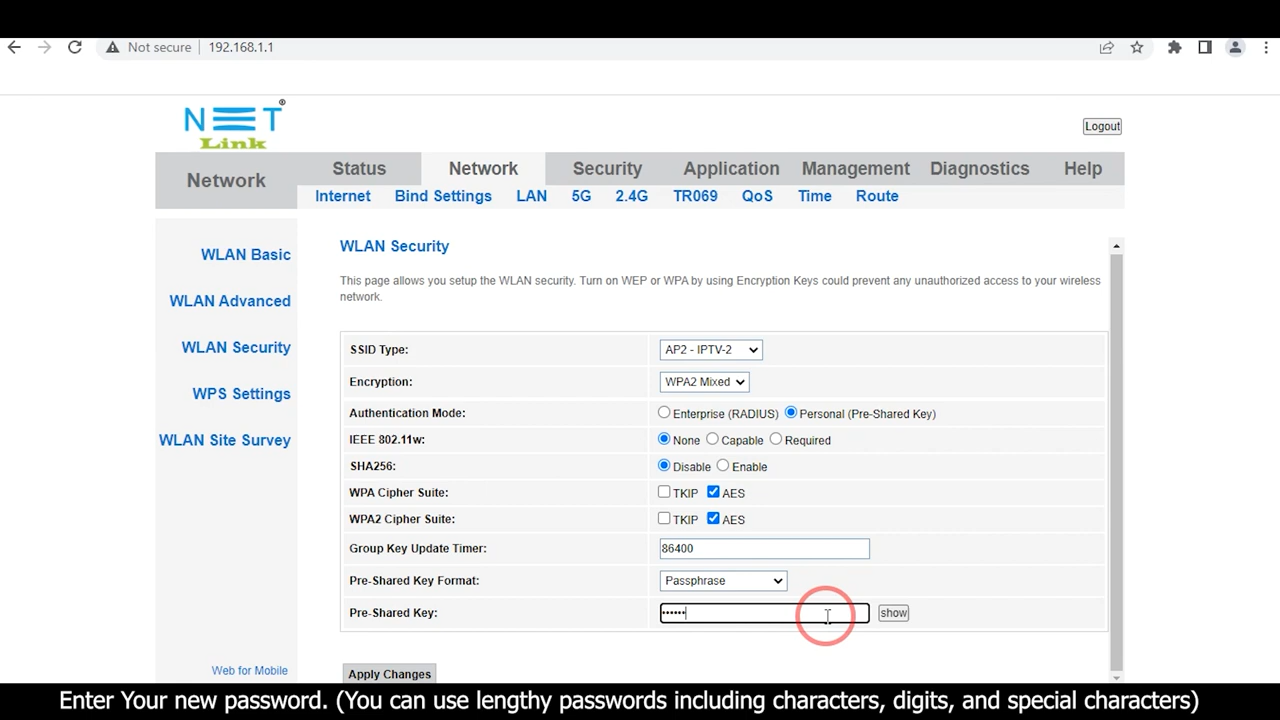 Not secure 192.168.1.1
NET®
Link
Logout
Network
Status Network Security Application Management Diagnostics Help
Internet Bind Settings LAN 5G 2.4G TR069 QoS Time Route
WLAN Basic
WLAN Advanced
WLAN Security
WPS Settings
WLAN Site Survey
Web for Mobile
WLAN Security
This page allows you setup the WLAN security. Turn on WEP or WPA by using Encryption Keys could prevent any unauthorized access to your wireless
network.
SSID Type: AP2 - IPTV-2
Encryption: WPA2 Mixed
Authentication Mode: Enterprise (RADIUS) Personal (Pre-Shared Key)
IEEE 802.11w: None Capable Required
SHA256: Disable Enable
WPA Cipher Suite: TKIP AES
WPA2 Cipher Suite: TKIP AES
Group Key Update Timer: 86400
Pre-Shared Key Format: Passphrase
Pre-Shared Key: •••••• show
Apply Changes
Enter Your new password. (You can use lengthy passwords including characters, digits, and special characters)